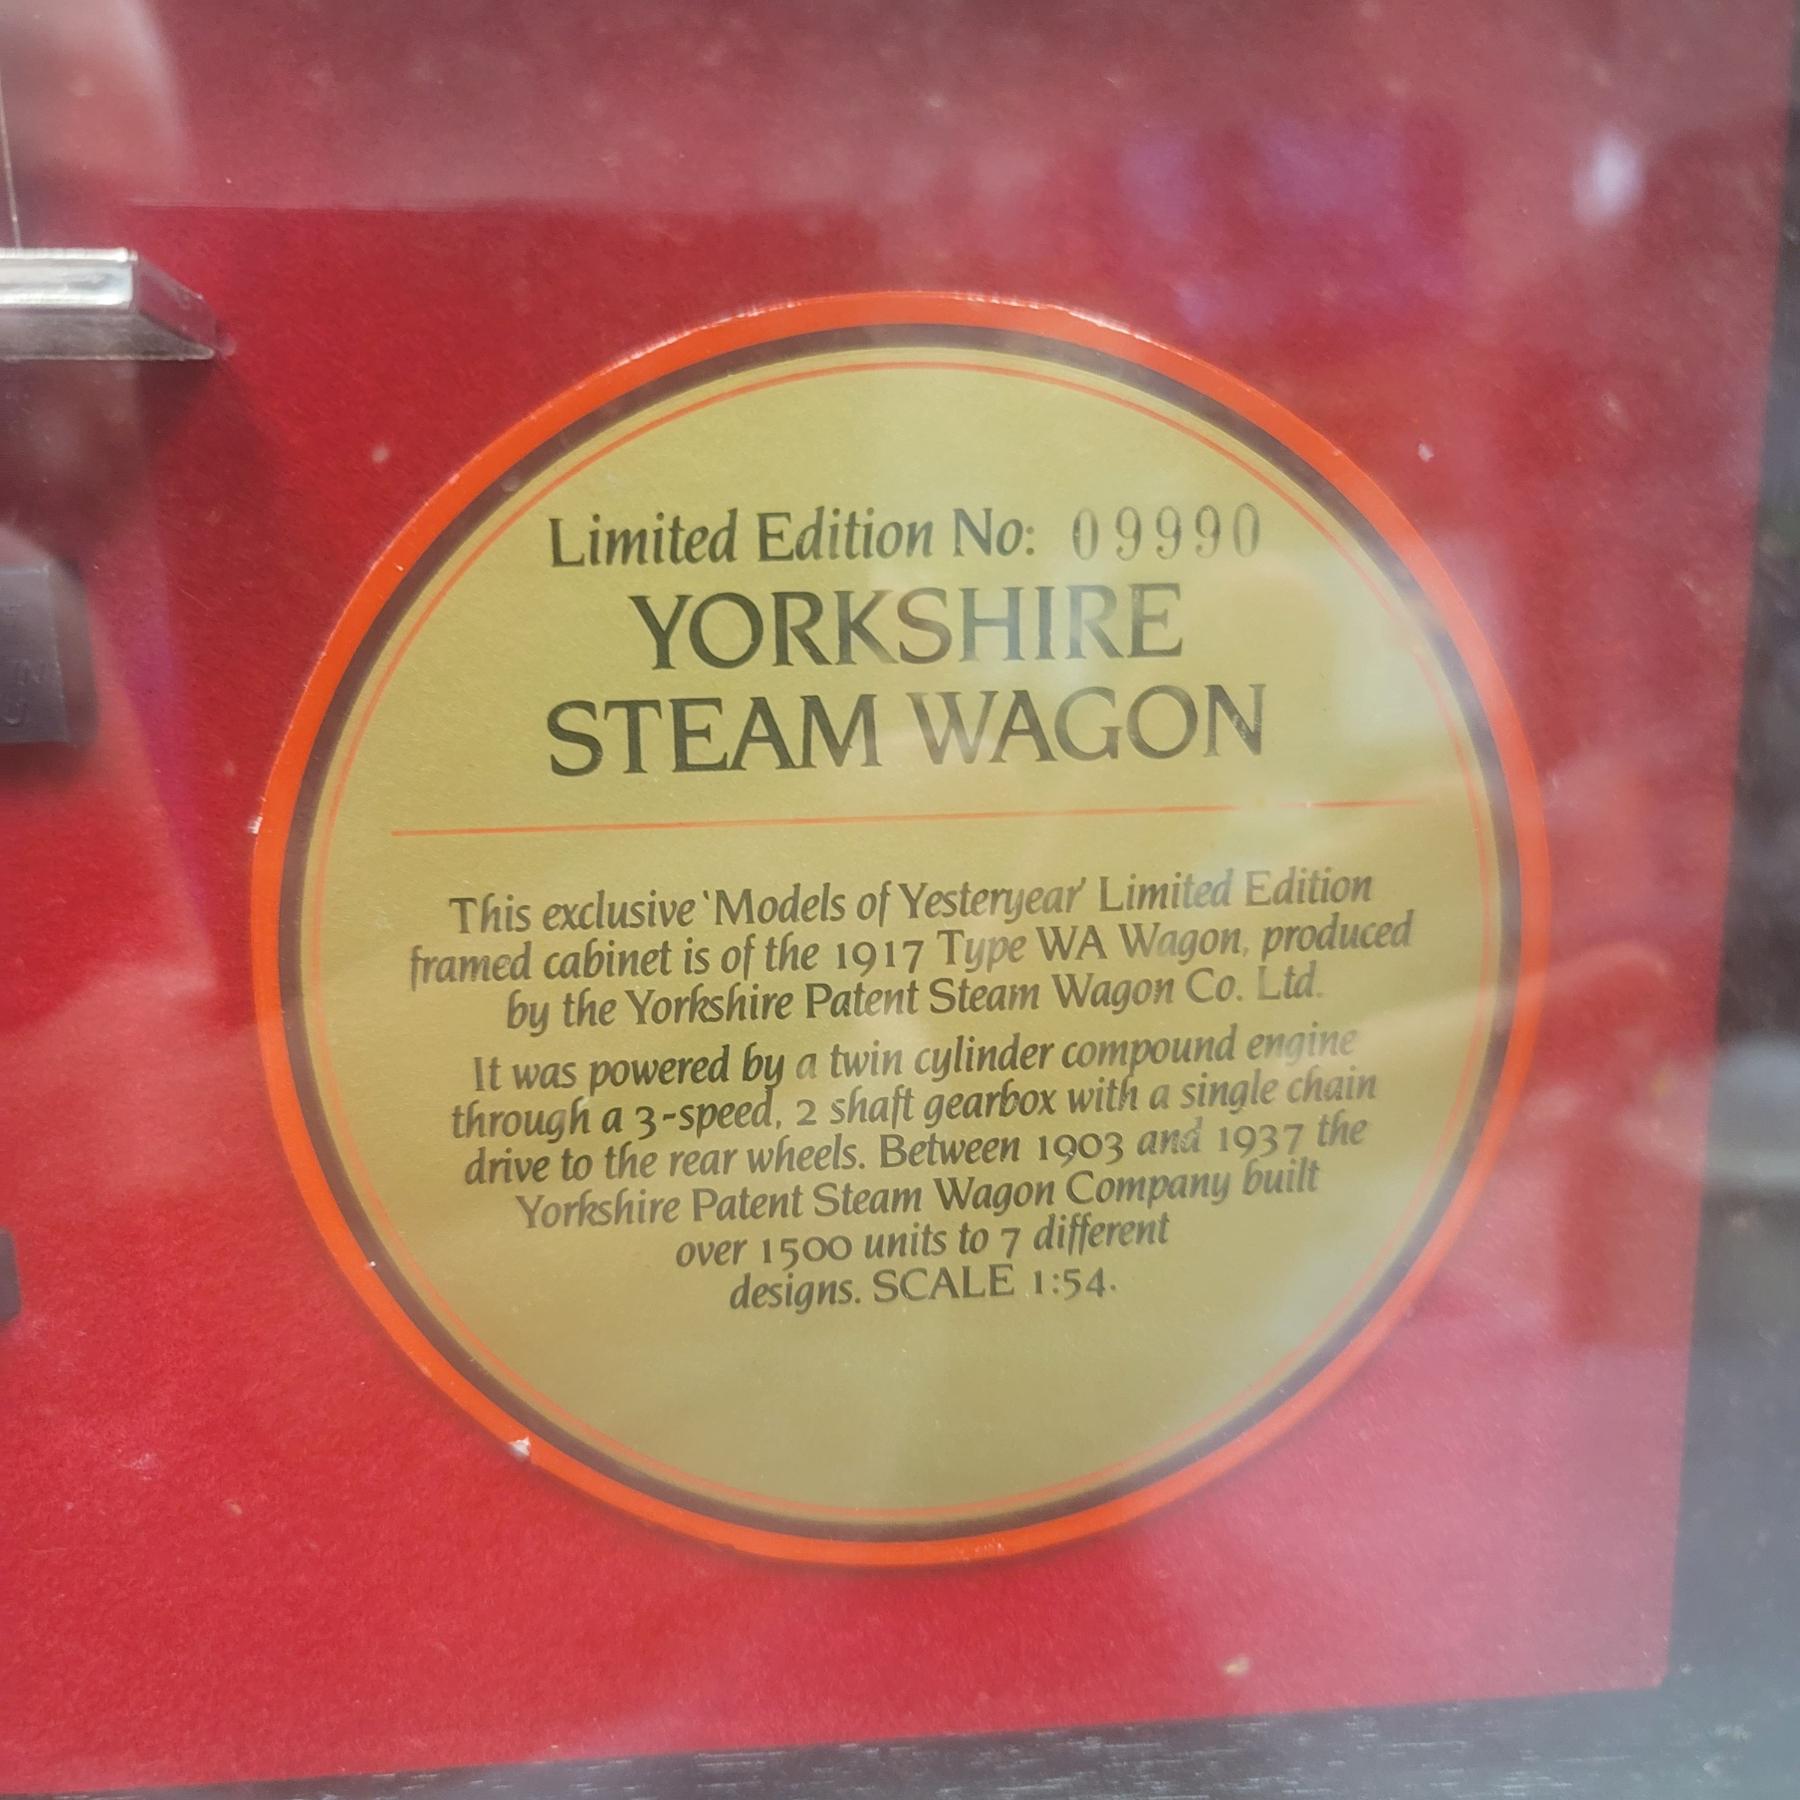 Limited Edition No: 09990
YORKSHIRE
STEAM WAGON
This exclusive 'Models of Yesteryear' Limited Edition
framed cabinet is of the 1917 Type WA Wagon, produced
by the Yorkshire Patent Steam Wagon Co. Ltd.
It was powered by a twin cylinder compound engine
through a 3-speed, 2 shaft gearbox with a single chain
drive to the rear wheels. Between 1903 and 1937 the
Yorkshire Patent Steam Wagon Company built
over 1500 units to 7 different
designs. SCALE 1:54.